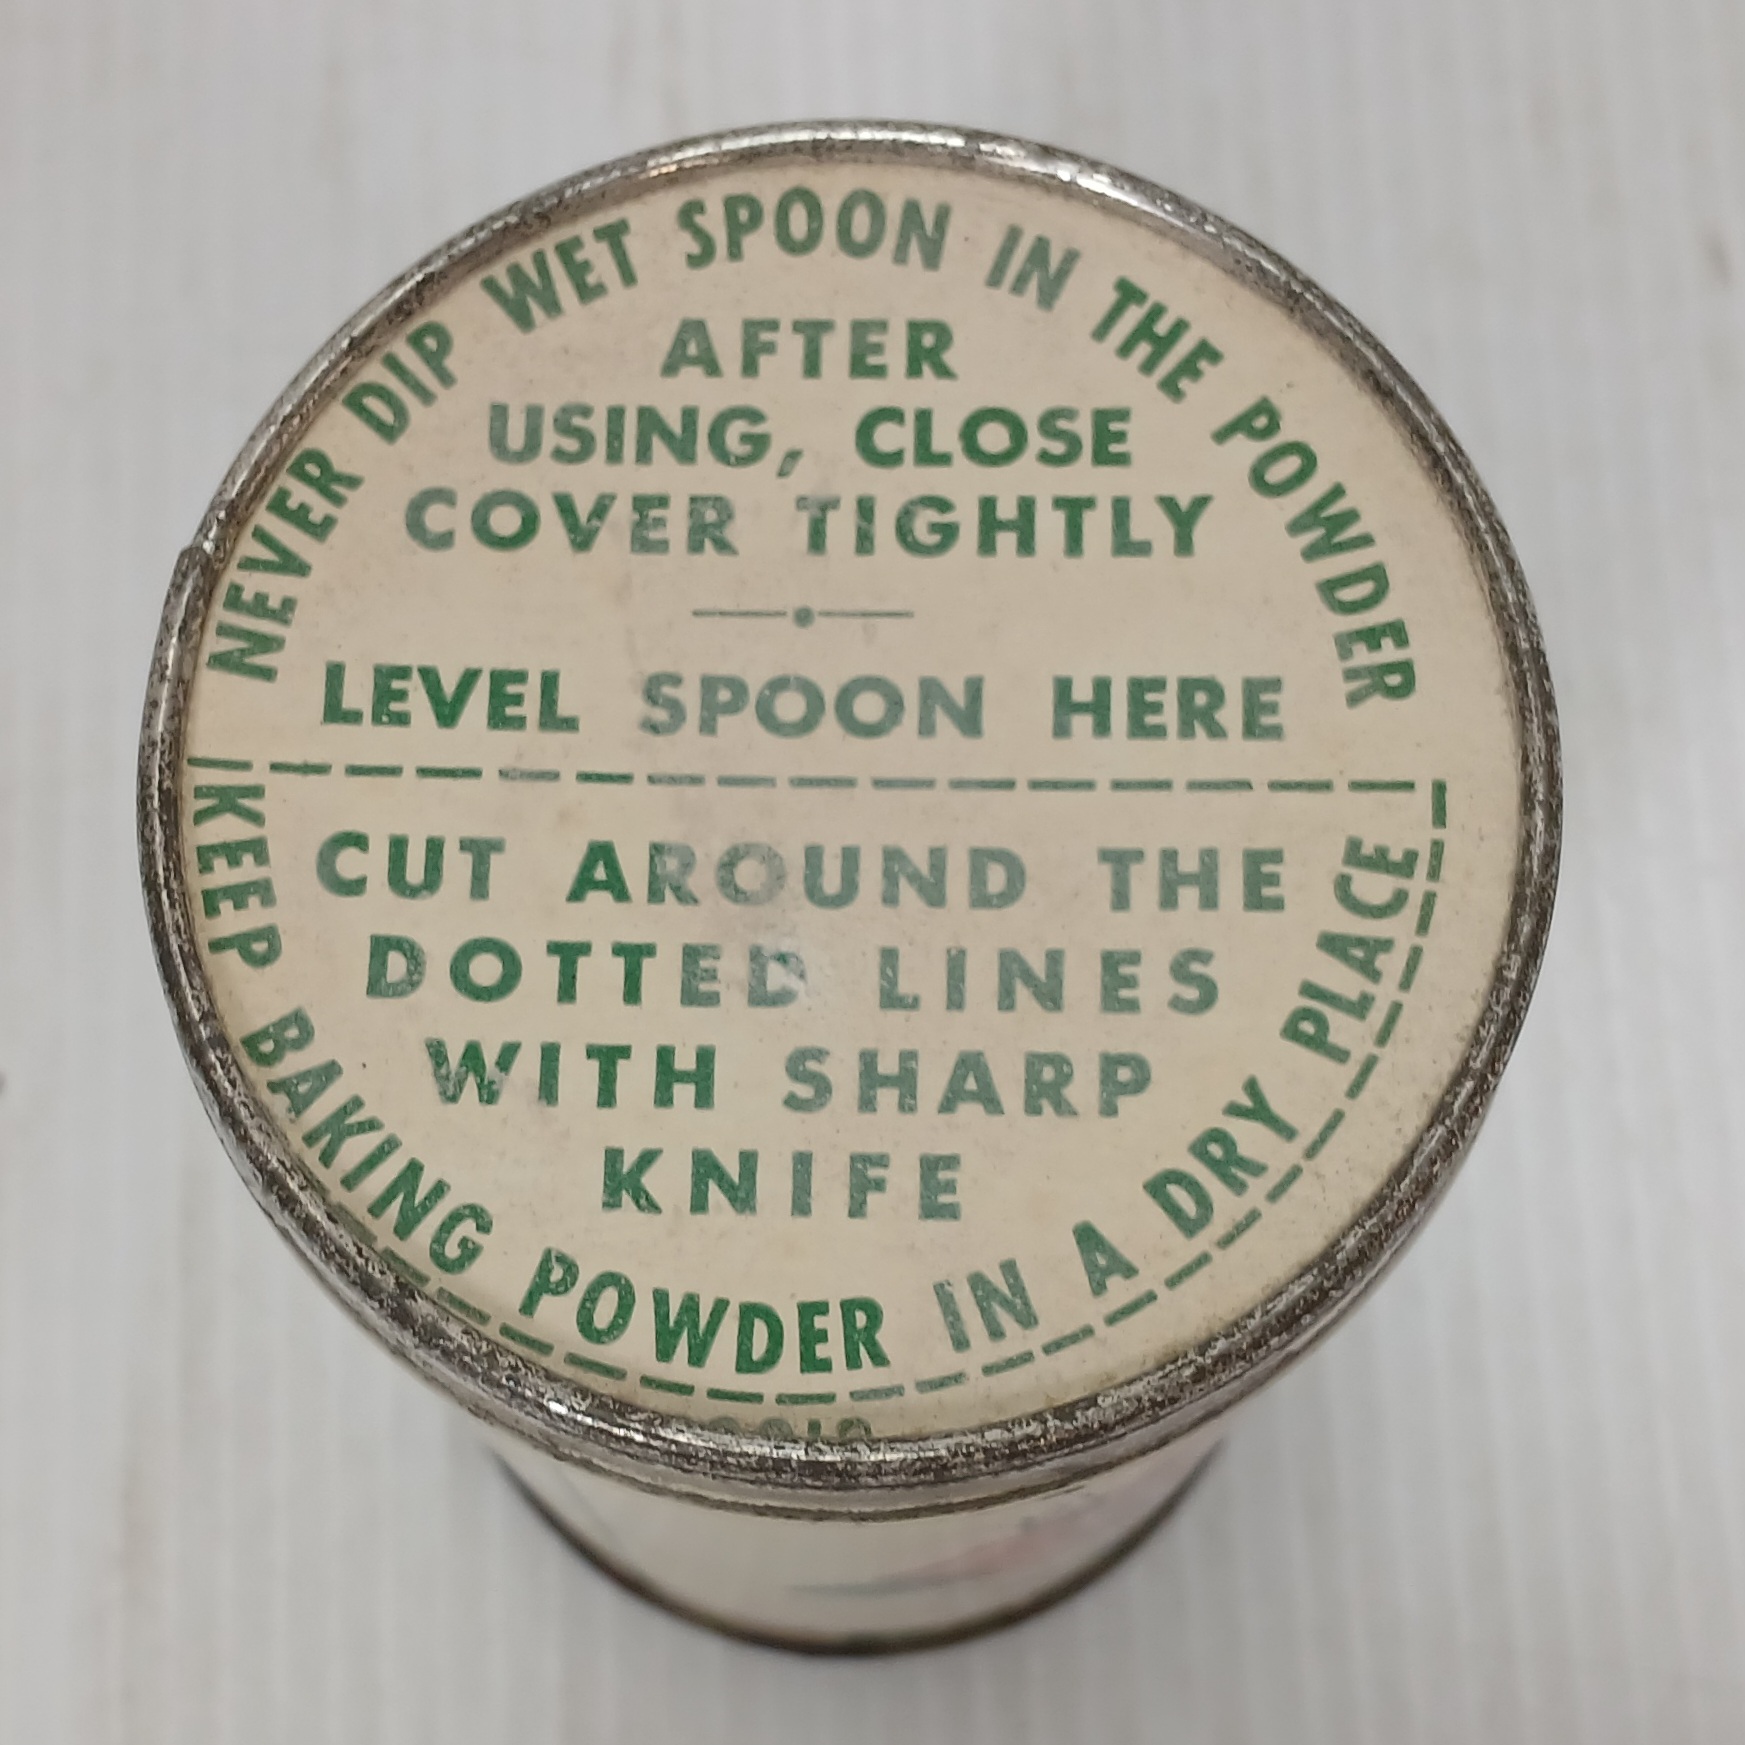 NEVER DIP WET SPOON IN THE POWDER
AFTER
USING, CLOSE
COVER TIGHTLY
LEVEL SPOON HERE
CUT AROUND THE
DOTTED LINES
WITH SHARP
KNIFE
KEEP BAKING POWDER IN A DRY PLACE